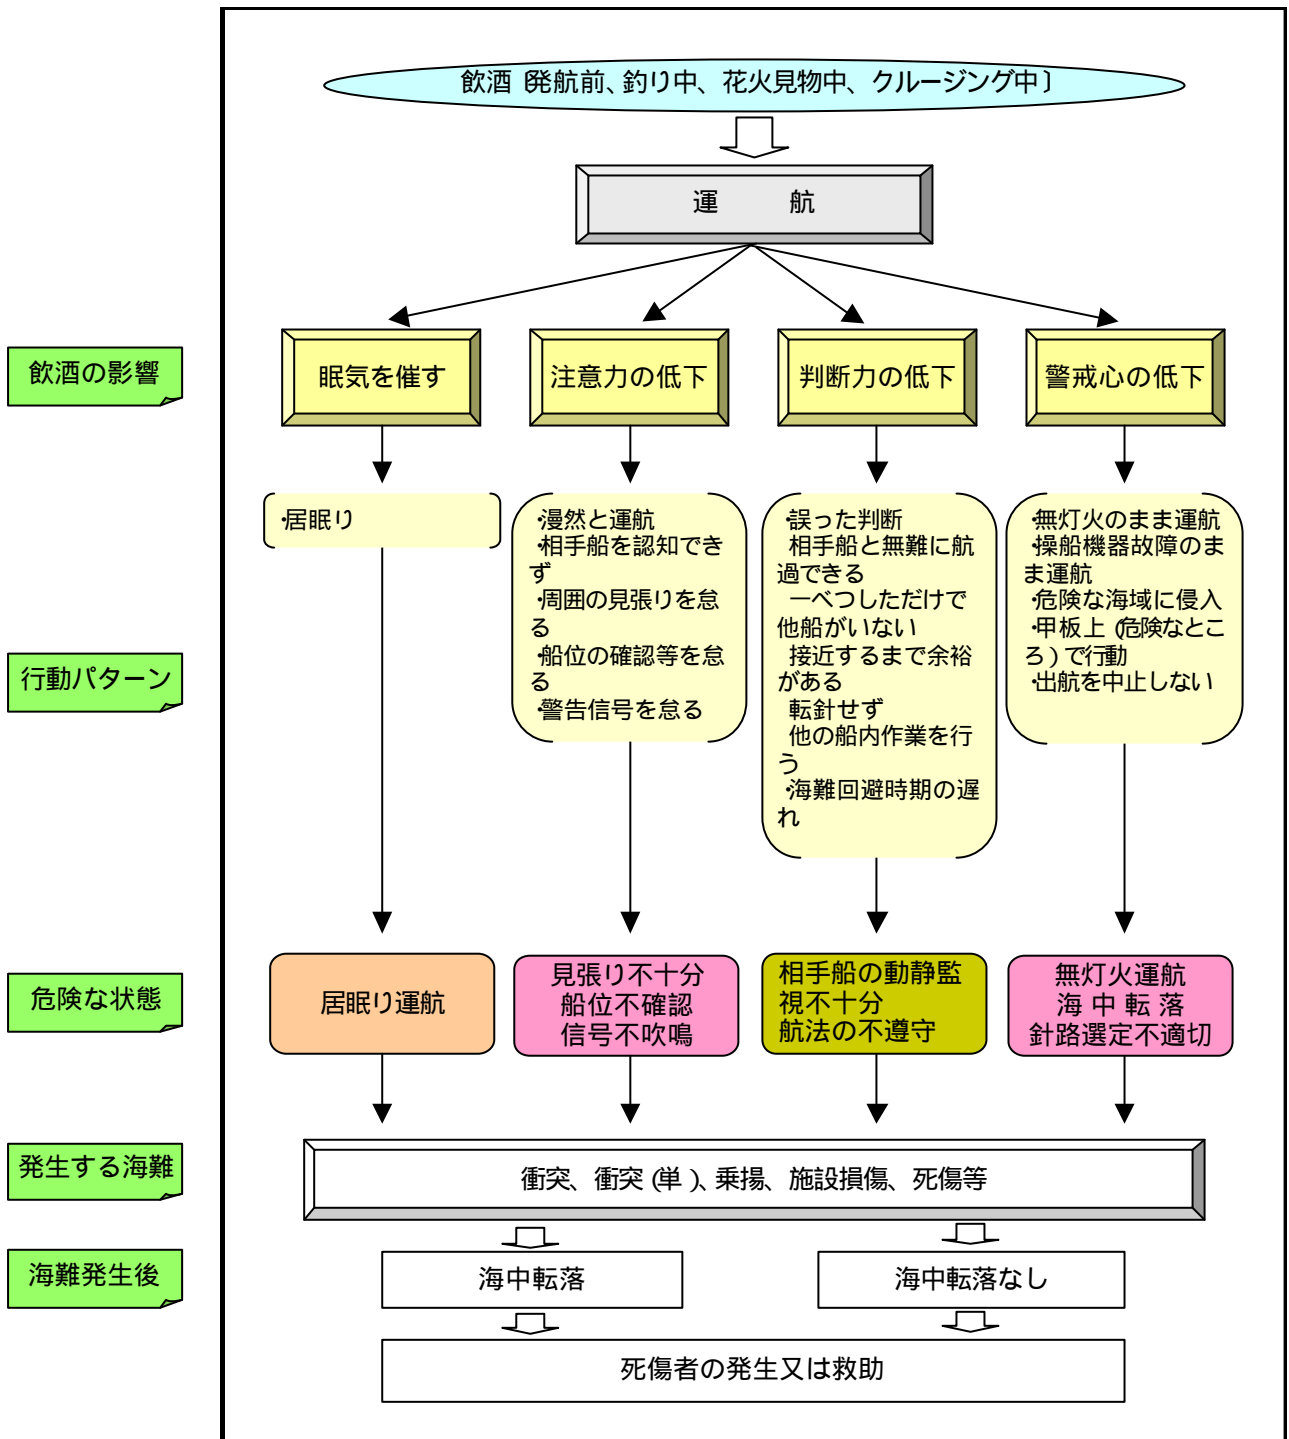 飲酒〔発航前、釣り中、花火見物中、クルージング中〕
運　　航
飲酒の影響
眠気を催す
注意力の低下
判断力の低下
警戒心の低下
行動パターン
・居眠り
・漫然と運航
・相手船を認知でき
ず
・周囲の見張りを怠
る
・船位の確認等を怠
る
・警告信号を怠る
・誤った判断
相手船と無難に航
過できる
一べつしただけで
他船がいない
接近するまで余裕
がある
転針せず
他の船内作業を行
う
・海難回避時期の遅
れ
・無灯火のまま運航
・操船機器故障のま
ま運航
・危険な海域に侵入
・甲板上(危険なとこ
ろ)で行動
・出航を中止しない
危険な状態
居眠り運航
見張り不十分
船位不確認
信号不吹鳴
相手船の動静監
視不十分
航法の不遵守
無灯火運航
海中転落
針路選定不適切
発生する海難
衝突、衝突(単)、乗揚、施設損傷、死傷等
海難発生後
海中転落
海中転落なし
死傷者の発生又は救助